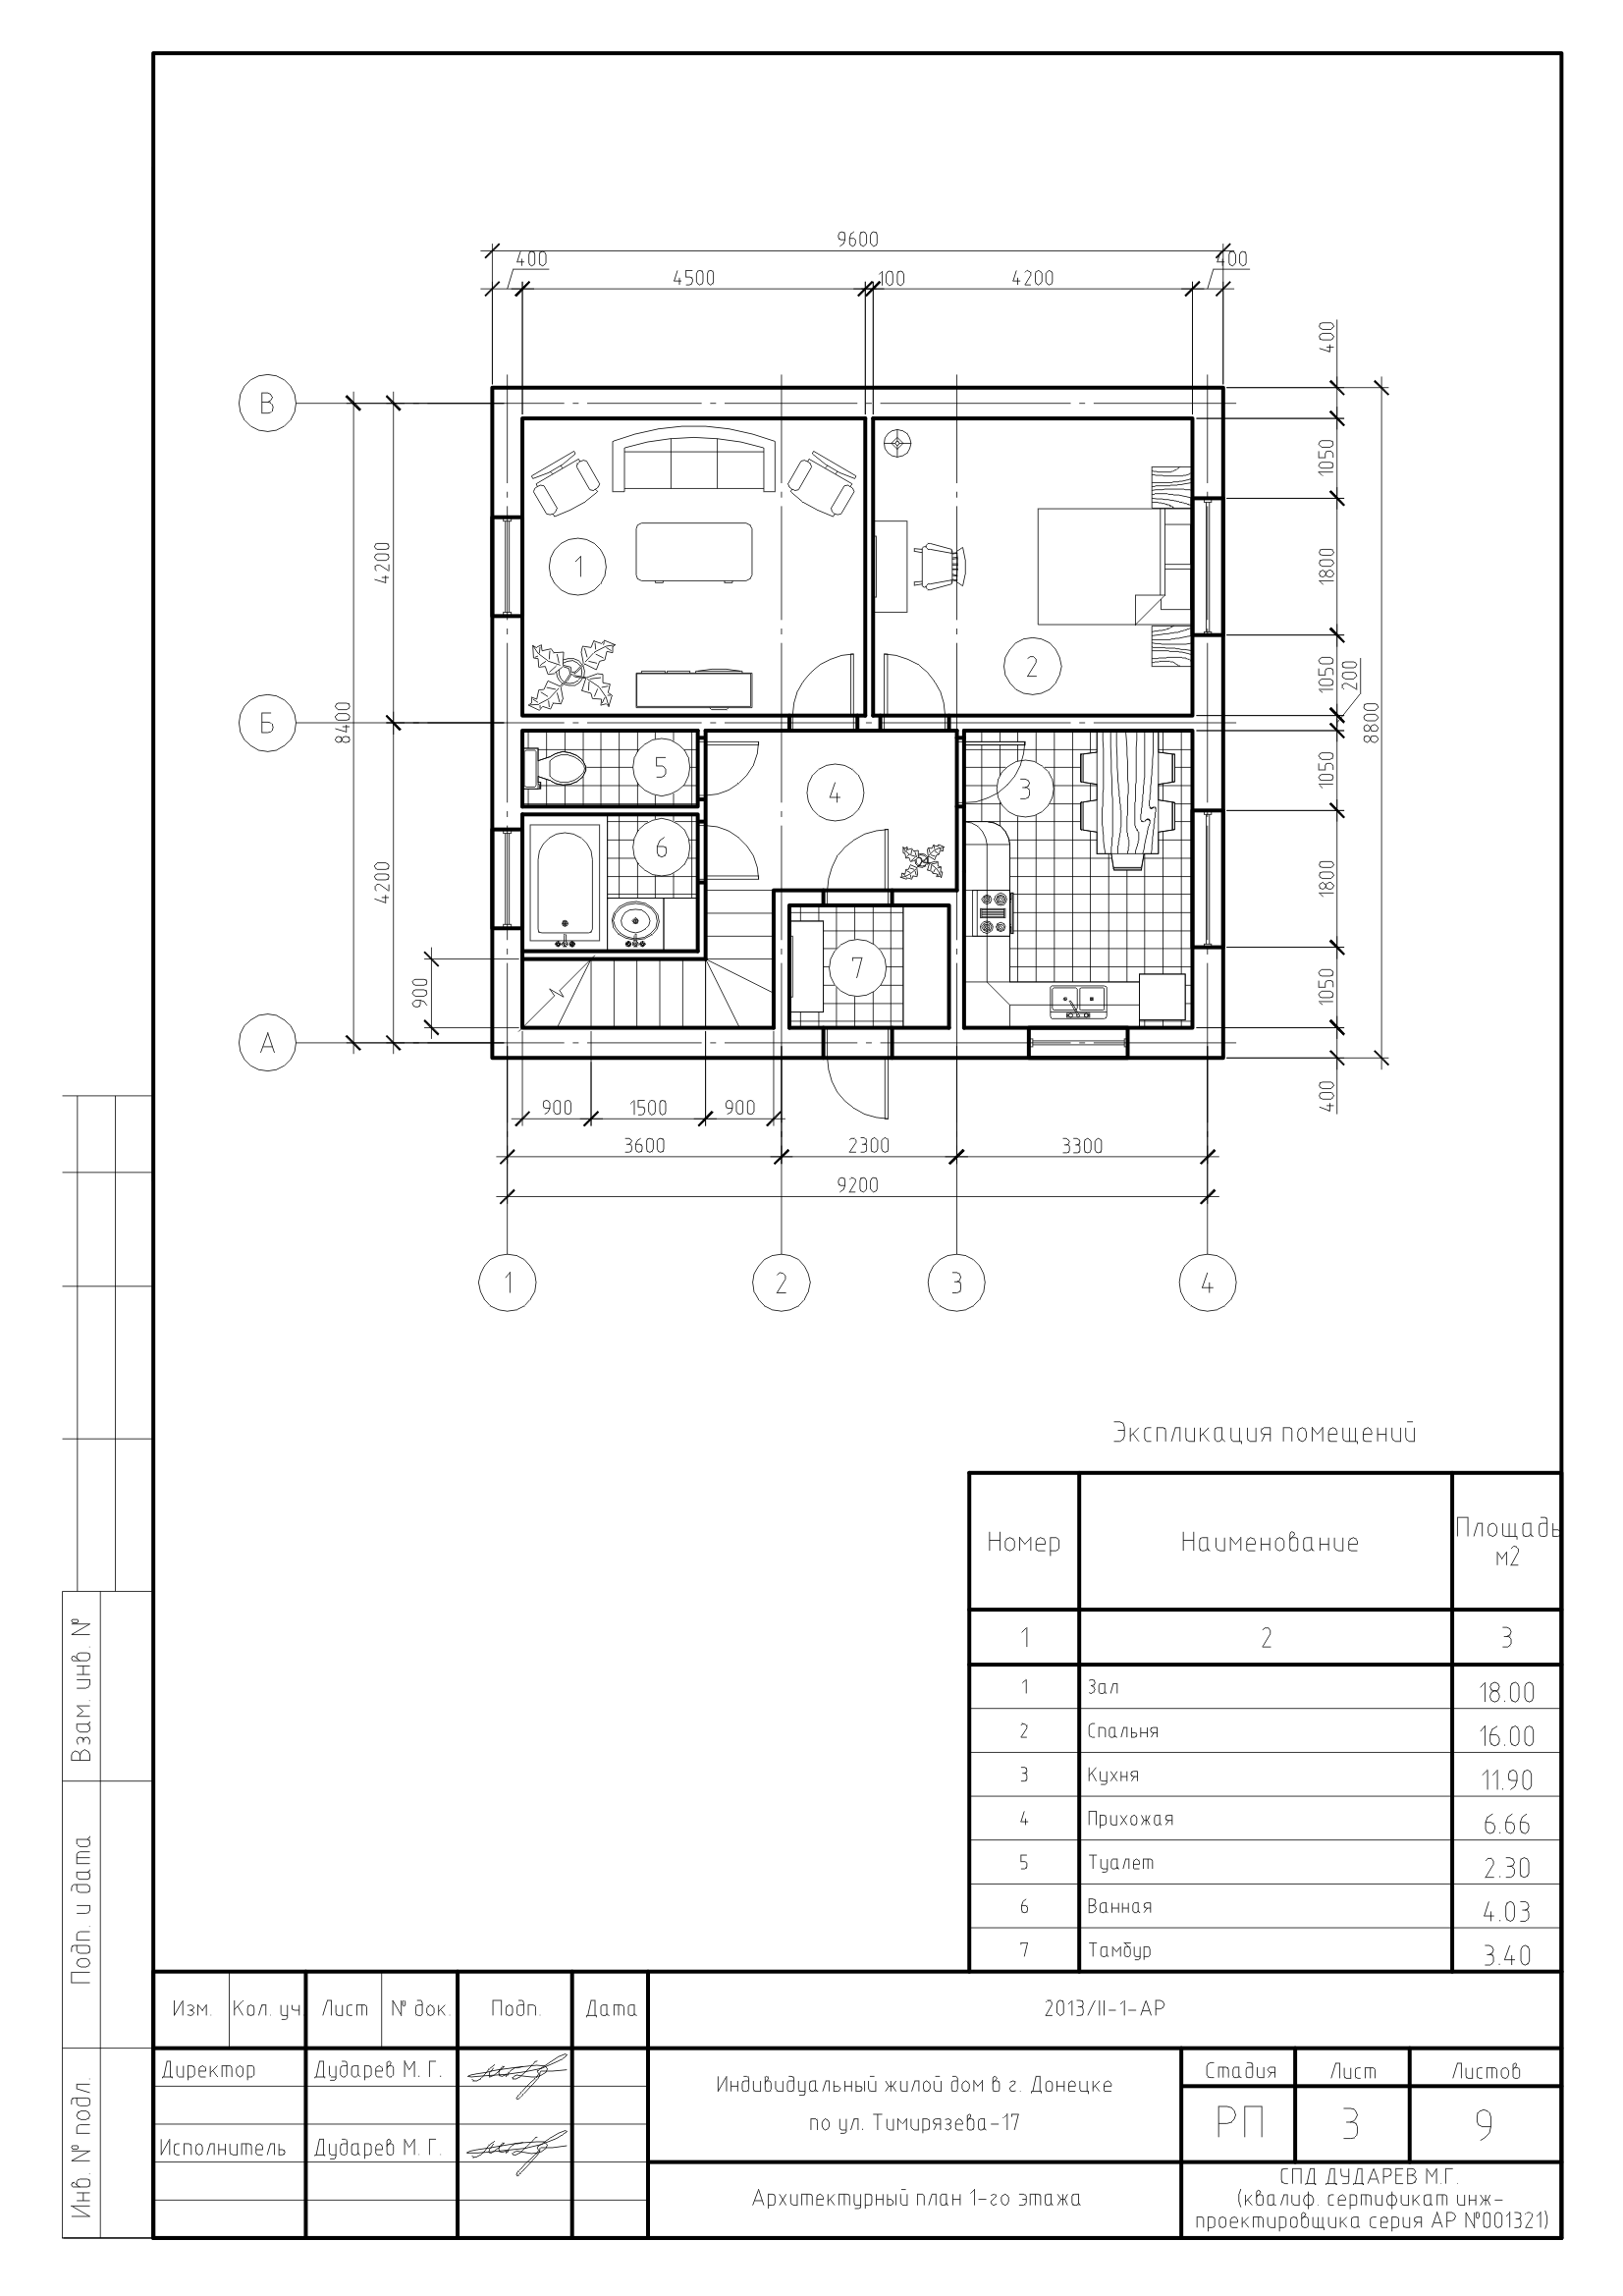 9600
400
4500
100
4200
400
400
В
1050
4200
1
1800
2
1050
200
Б
8400
8800
5
4
3
1050
6
4200
1800
7
900
1050
А
400
900
1500
900
3600
2300
3300
9200
1
2
3
4
Экспликация помещений
Номер
Наименование
Площадь
м2
1
2
3
1
Зал
18.00
2
Спальня
16.00
3
Кухня
11.90
4
Прихожая
6.66
5
Туалет
2.30
6
Ванная
4.03
7
Тамбур
3.40
Взам. инв. №
Подп. и дата
Инв. № подл.
Изм.
Кол. уч.
Лист
№ док.
Подп.
Дата
2013/II-1-АР
Директор
Дударев М. Г.
Исполнитель
Дударев М. Г.
Индивидуальный жилой дом в г. Донецке
по ул. Тимирязева-17
Стадия
Лист
Листов
РП
3
9
Архитектурный план 1-го этажа
СПД ДУДАРЕВ М.Г.
(квалиф. сертификат инж-
проектировщика серия АР №001321)